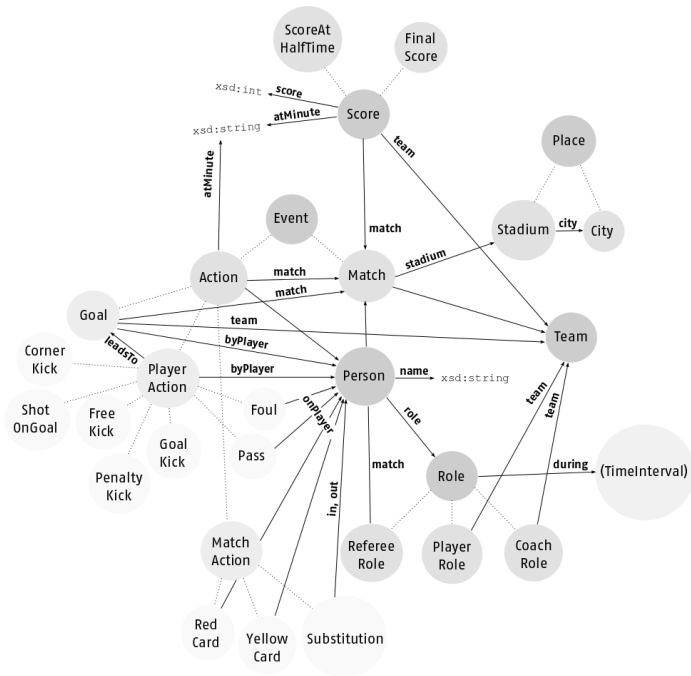 ScoreAt
HalfTime
Final
Score
xsd:int
score
Score
atMinute
xsd:string
team
atMinute
Place
Event
match
Stadium
city
City
stadium
Action
match
Match
match
Goal
team
Team
leadsTo
byPlayer
Corner
Kick
Player
Action
byPlayer
Person
name
xsd:string
Shot
OnGoal
Free
Kick
Foul
onPlayer
role
team
team
Goal
Kick
Pass
Penalty
Kick
match
Role
during
(TimeInterval)
in, out
Match
Action
Referee
Role
Player
Role
Coach
Role
Red
Card
Yellow
Card
Substitution